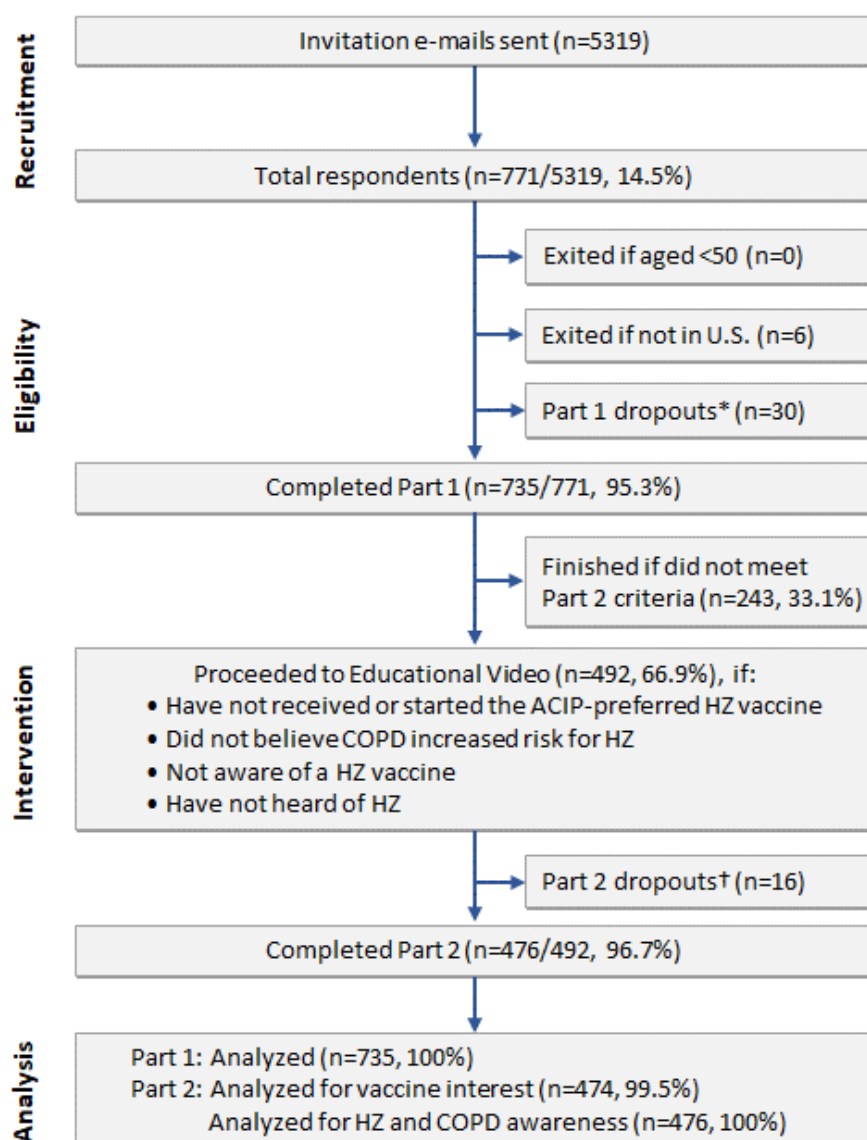 Recruitment
Invitation e-mails sent (n=5319)
Total respondents (n=771/5319, 14.5%)
Eligibility
Exited if aged <50 (n=0)
Exited if not in U.S. (n=6)
Part 1 dropouts* (n=30)
Completed Part 1 (n=735/771, 95.3%)
Finished if did not meet
Part 2 criteria (n=243, 33.1%)
Intervention
Proceeded to Educational Video (n=492, 66.9%), if:
• Have not received or started the ACIP-preferred HZ vaccine
• Did not believe COPD increased risk for HZ
• Not aware of a HZ vaccine
• Have not heard of HZ
Part 2 dropouts† (n=16)
Completed Part 2 (n=476/492, 96.7%)
Analysis
Part 1: Analyzed (n=735, 100%)
Part 2: Analyzed for vaccine interest (n=474, 99.5%)
Analyzed for HZ and COPD awareness (n=476, 100%)